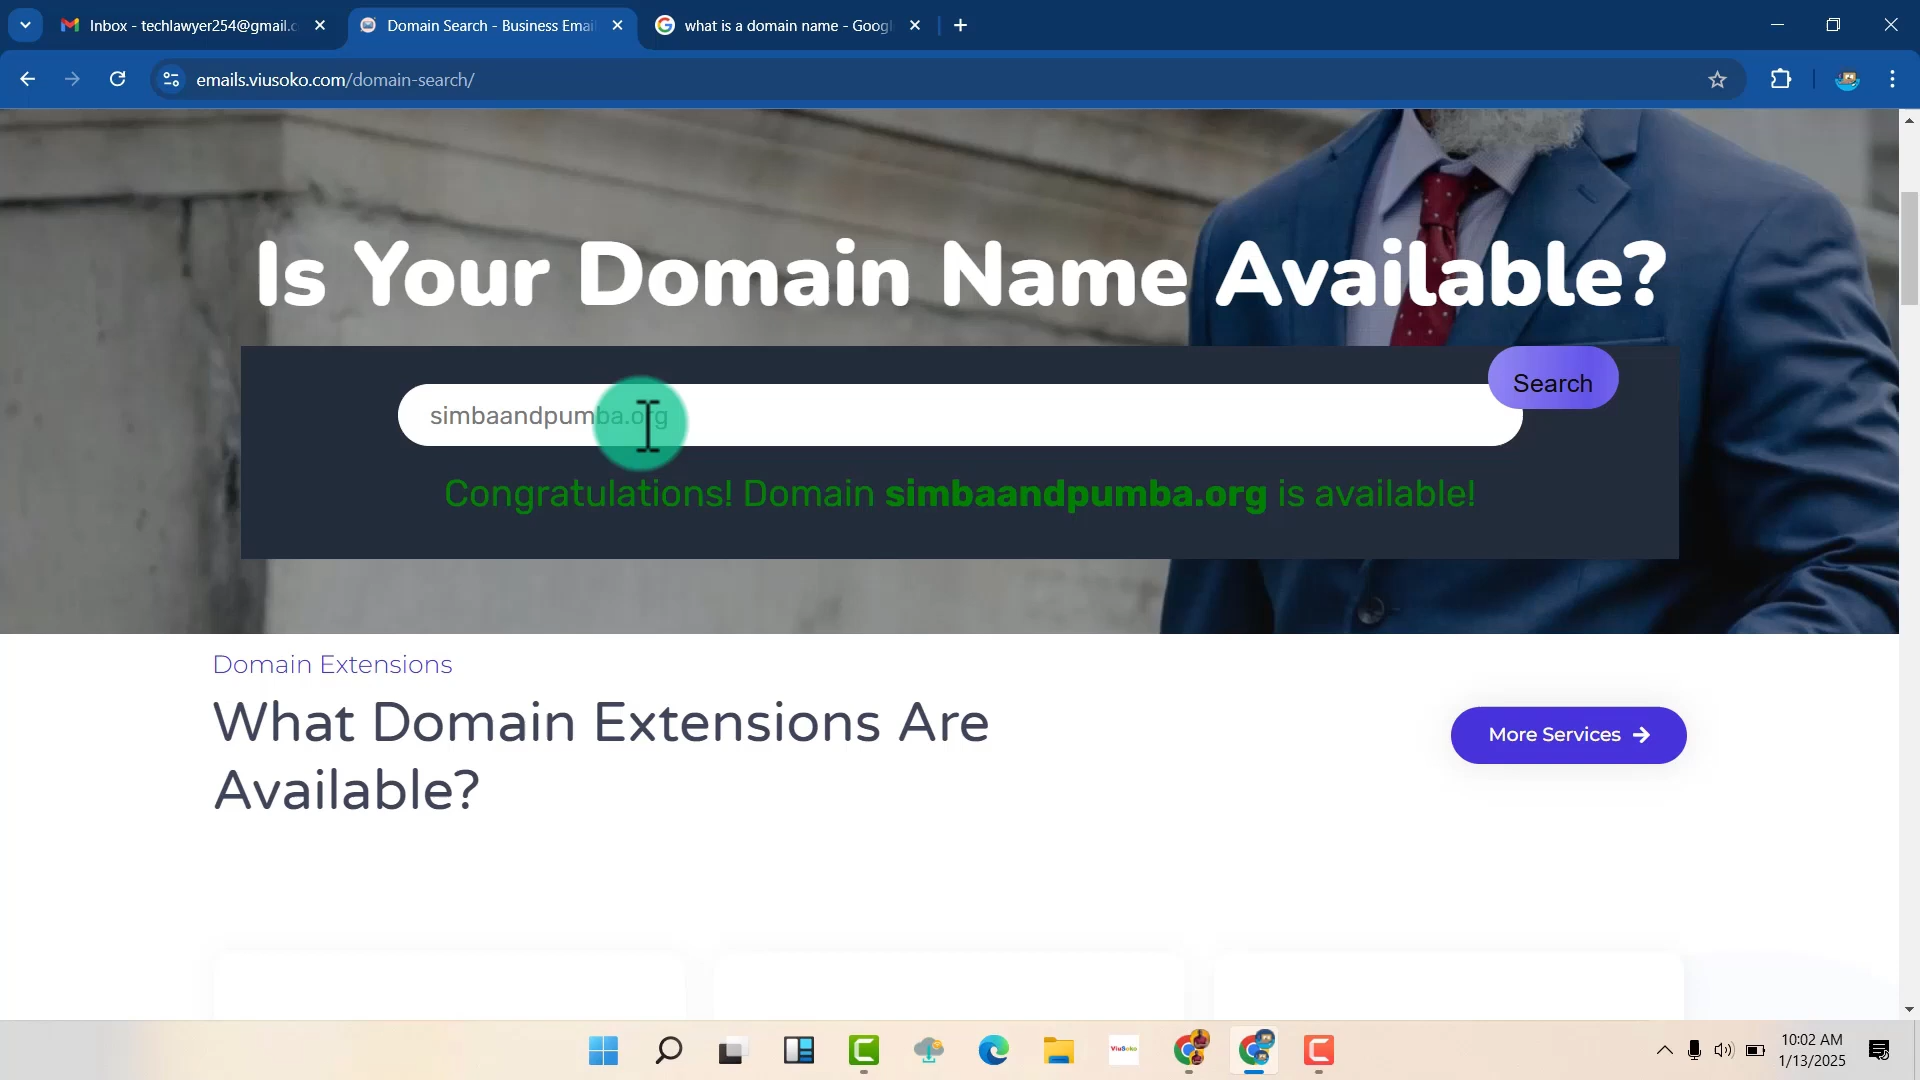 Inbox - techlawyer254@gmail.c
Domain Search - Business Emai
what is a domain name - Googl
emails.viusoko.com/domain-search/
Is Your Domain Name Available?
simbaandpumba.org
Search
Congratulations! Domain simbaandpumba.org is available!
Domain Extensions
What Domain Extensions Are
Available?
More Services
ViuSoko
10:02 AM
1/13/2025